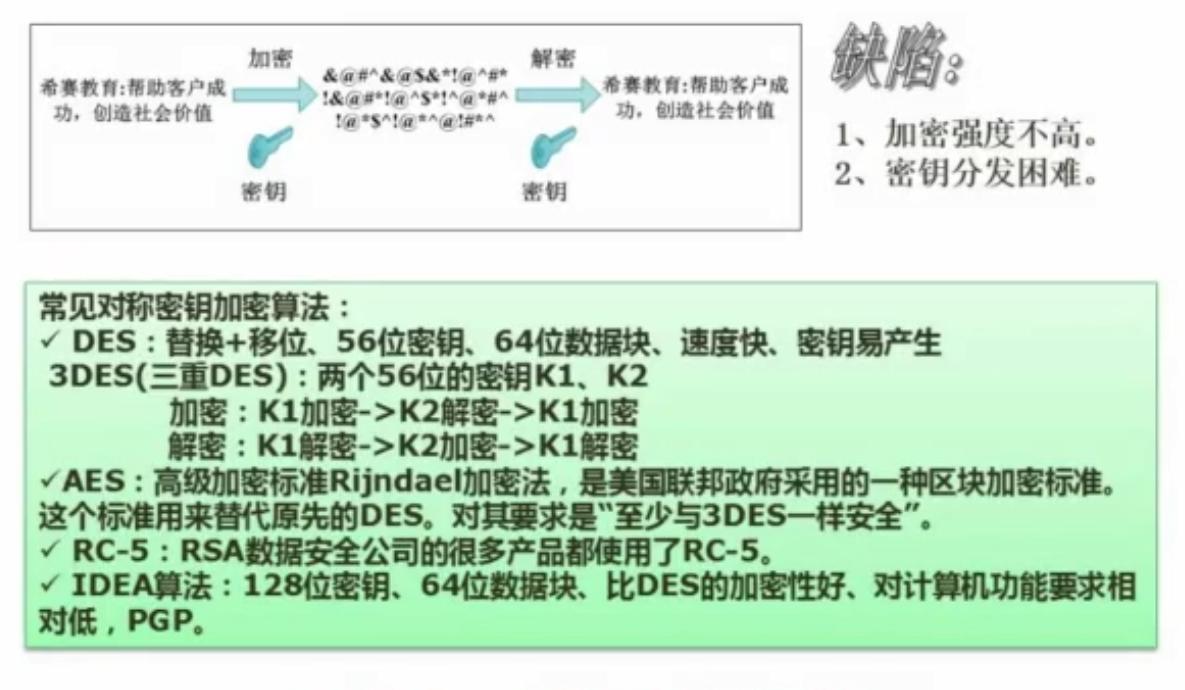 加密
解密
希赛教育:帮助客户成
功，创造社会价值
&@#^&@$&*!@^#*
!&@#*!@^$*!^@*#^
!@*$^!@*^@!#*^
希赛教育:帮助客户成
功，创造社会价值
密钥
密钥
缺陷:
1、加密强度不高。
2、密钥分发困难。
常见对称密钥加密算法：
✓ DES：替换+移位、56位密钥、64位数据块、速度快、密钥易产生
3DES(三重DES)：两个56位的密钥K1、K2
加密：K1加密->K2解密->K1加密
解密：K1解密->K2加密->K1解密
✓AES：高级加密标准Rijndael加密法，是美国联邦政府采用的一种区块加密标准。
这个标准用来替代原先的DES。对其要求是“至少与3DES一样安全”。
✓ RC-5：RSA数据安全公司的很多产品都使用了RC-5。
✓ IDEA算法：128位密钥、64位数据块、比DES的加密性好、对计算机功能要求相
对低，PGP。